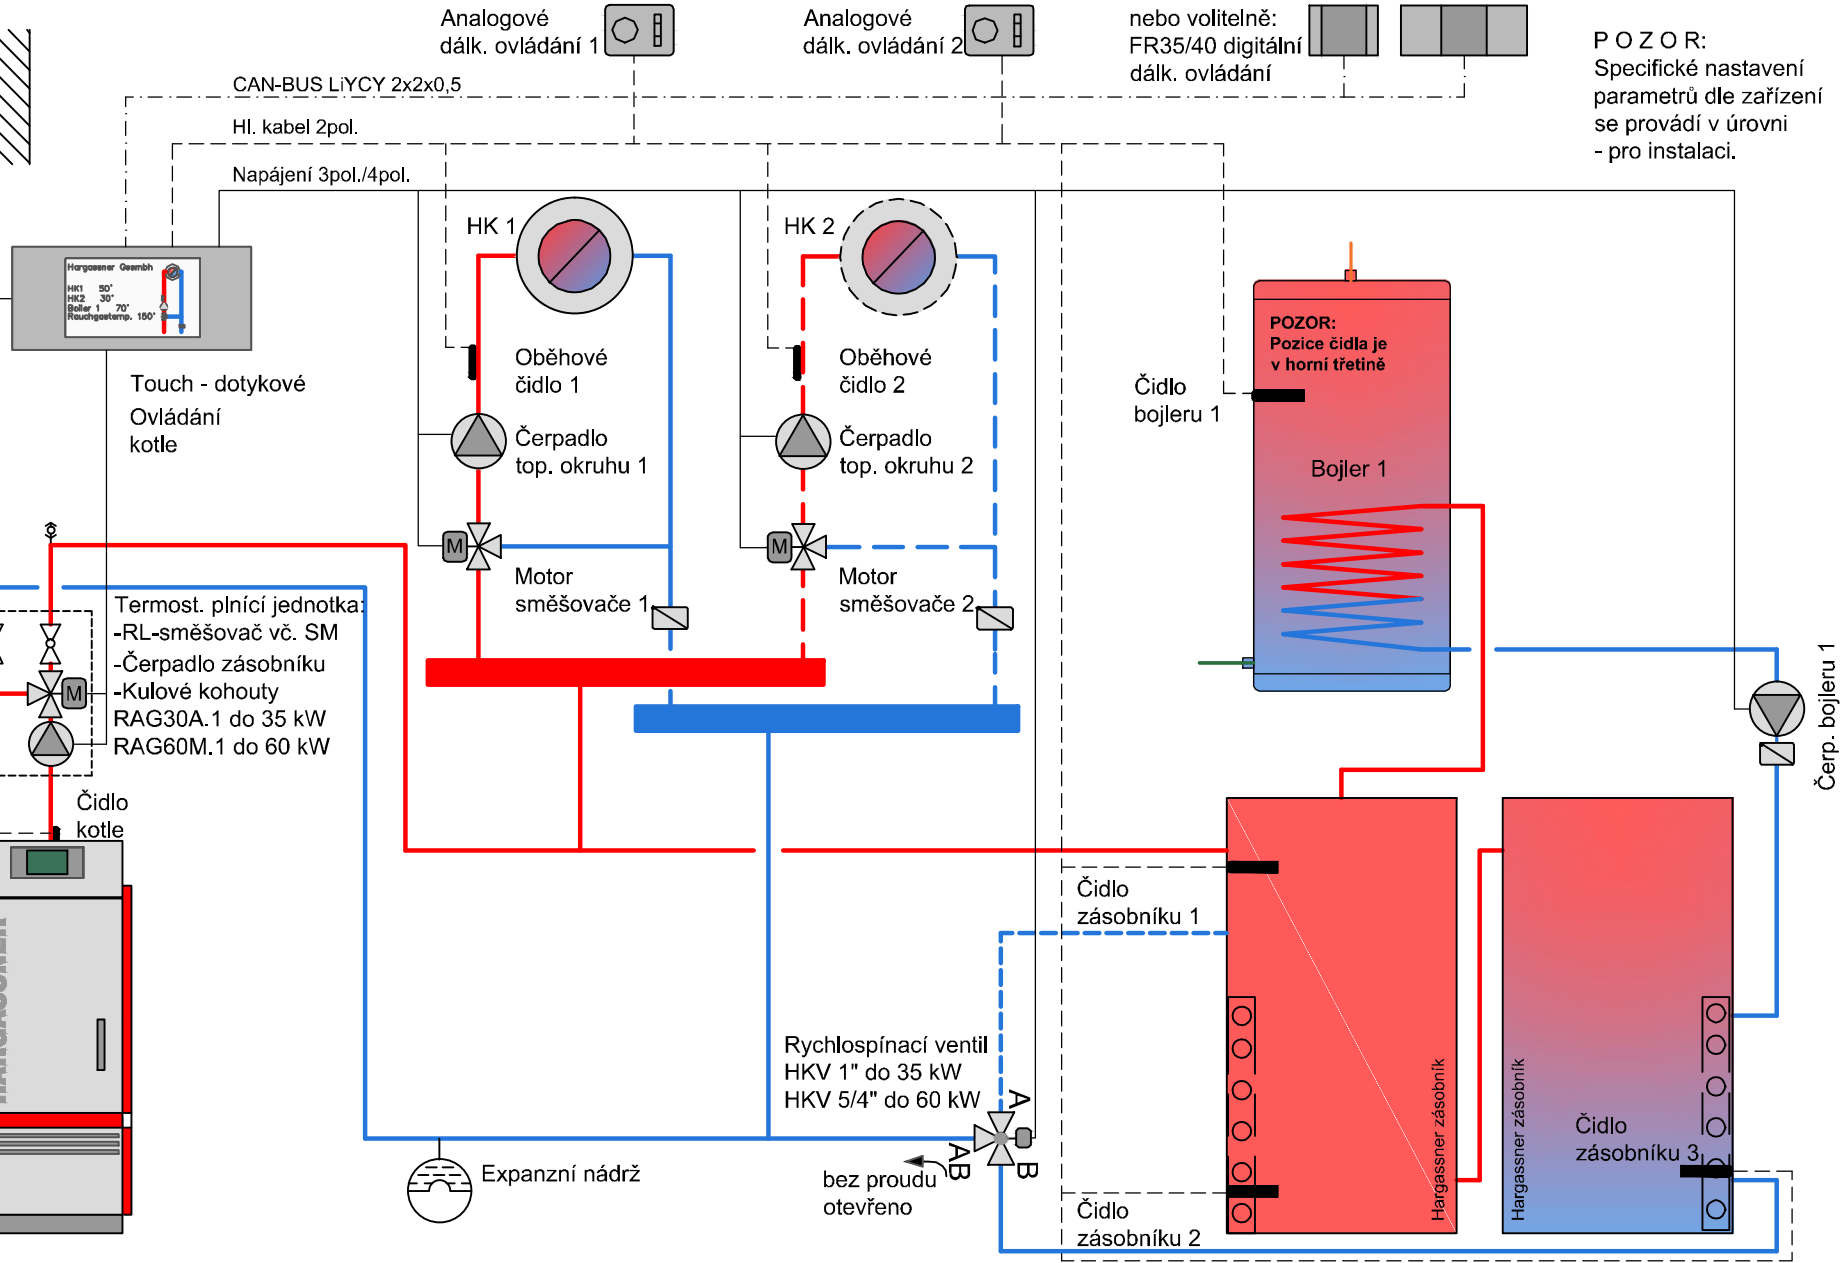 Analogové
dálk. ovládání 1
Analogové
dálk. ovládání 2
nebo volitelně:
FR35/40 digitální
dálk. ovládání
P O Z O R:
Specifické nastavení
parametrů dle zařízení
se provádí v úrovni
- pro instalaci.
CAN-BUS LiYCY 2x2x0,5
Hl. kabel 2pol.
Napájení 3pol./4pol.
HK 1
HK 2
Hargassner Gesmbh
HK1 50°
HK2 30°
Boiler 1 70°
Rauchgastemp. 150°
Touch - dotykové
Ovládání
kotle
Oběhové
čidlo 1
Oběhové
čidlo 2
POZOR:
Pozice čidla je
v horní třetině
Čidlo
bojleru 1
Čerpadlo
top. okruhu 1
Čerpadlo
top. okruhu 2
Bojler 1
M
M
Motor
směšovače 1
Motor
směšovače 2
Termost. plnící jednotka:
-RL-směšovač vč. SM
-Čerpadlo zásobníku
-Kulové kohouty
RAG30A.1 do 35 kW
RAG60M.1 do 60 kW
M
Čerp. bojleru 1
Čidlo
kotle
HARGASSNER
Čidlo
zásobníku 1
Rychlospínací ventil
HKV 1" do 35 kW
HKV 5/4" do 60 kW
A
AB
B
bez proudu
otevřeno
Expanzní nádrž
Čidlo
zásobníku 2
Hargassner zásobník
Hargassner zásobník
Čidlo
zásobníku 3